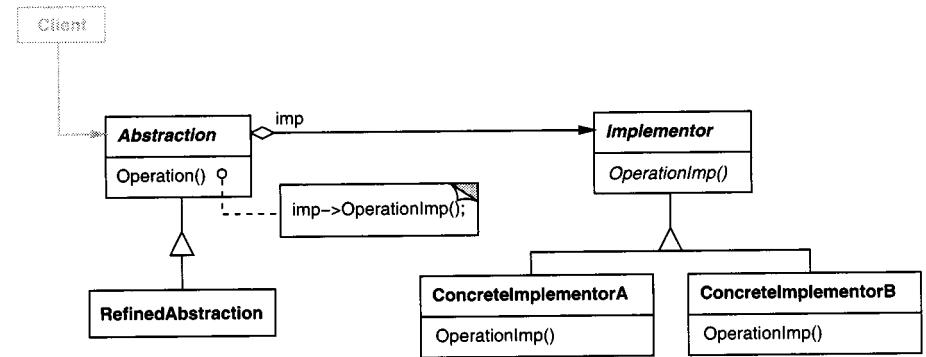 Client
imp
Abstraction
Implementor
Operation()
OperationImp()
imp->OperationImp();
RefinedAbstraction
ConcreteImplementorA
ConcreteImplementorB
OperationImp()
OperationImp()